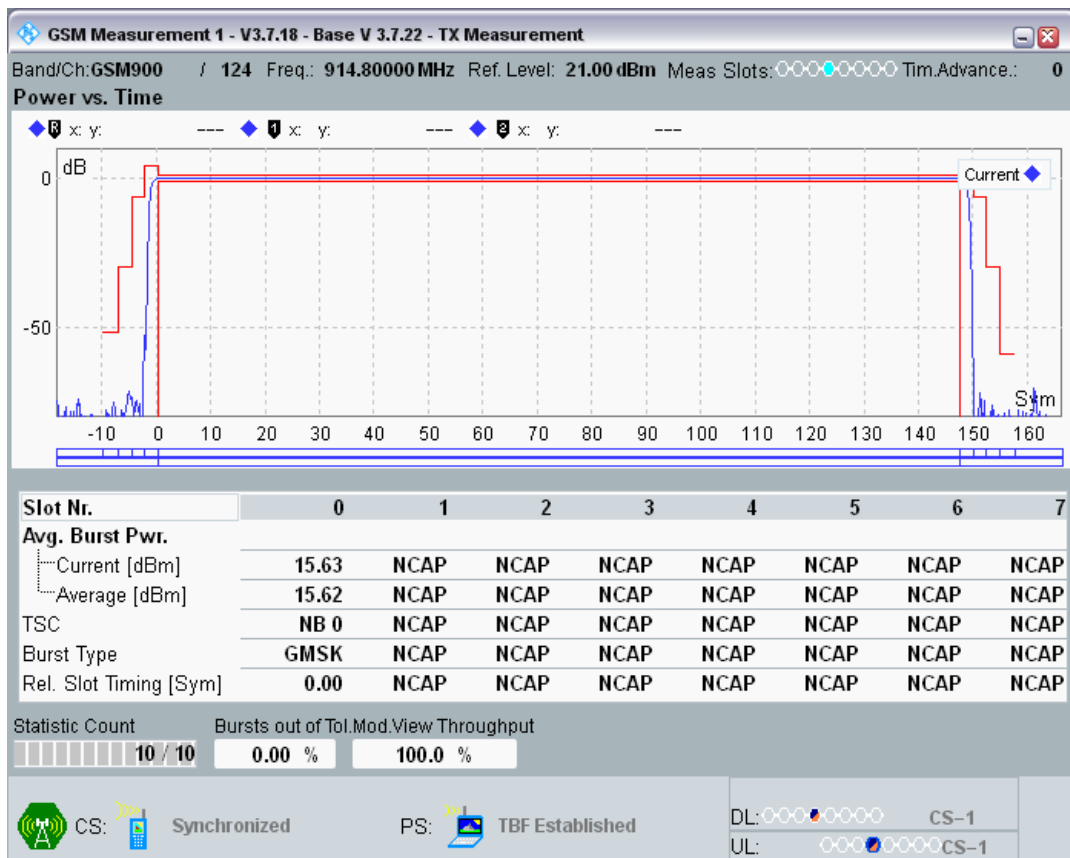 GSM Measurement 1 - V3.7.18 - Base V 3.7.22 - TX Measurement
Band/Ch:GSM900 / 124 Freq.: 914.80000 MHz Ref. Level: 21.00 dBm Meas Slots: Tim.Advance.: 0
Power vs. Time
R x: y: --- 1 x: y: --- 2 x: y: ---
dB
Current
0
-50
Sym
-10 0 10 20 30 40 50 60 70 80 90 100 110 120 130 140 150 160
Slot Nr. 0 1 2 3 4 5 6 7
Avg. Burst Pwr.
Current [dBm] 15.63 NCAP NCAP NCAP NCAP NCAP NCAP NCAP
Average [dBm] 15.62 NCAP NCAP NCAP NCAP NCAP NCAP NCAP
TSC NB 0 NCAP NCAP NCAP NCAP NCAP NCAP NCAP
Burst Type GMSK NCAP NCAP NCAP NCAP NCAP NCAP NCAP
Rel. Slot Timing [Sym] 0.00 NCAP NCAP NCAP NCAP NCAP NCAP NCAP
Statistic Count Bursts out of Tol.Mod.View Throughput
10 / 10 0.00 % 100.0 %
CS: Synchronized PS: TBF Established
DL: CS-1
UL: CS-1